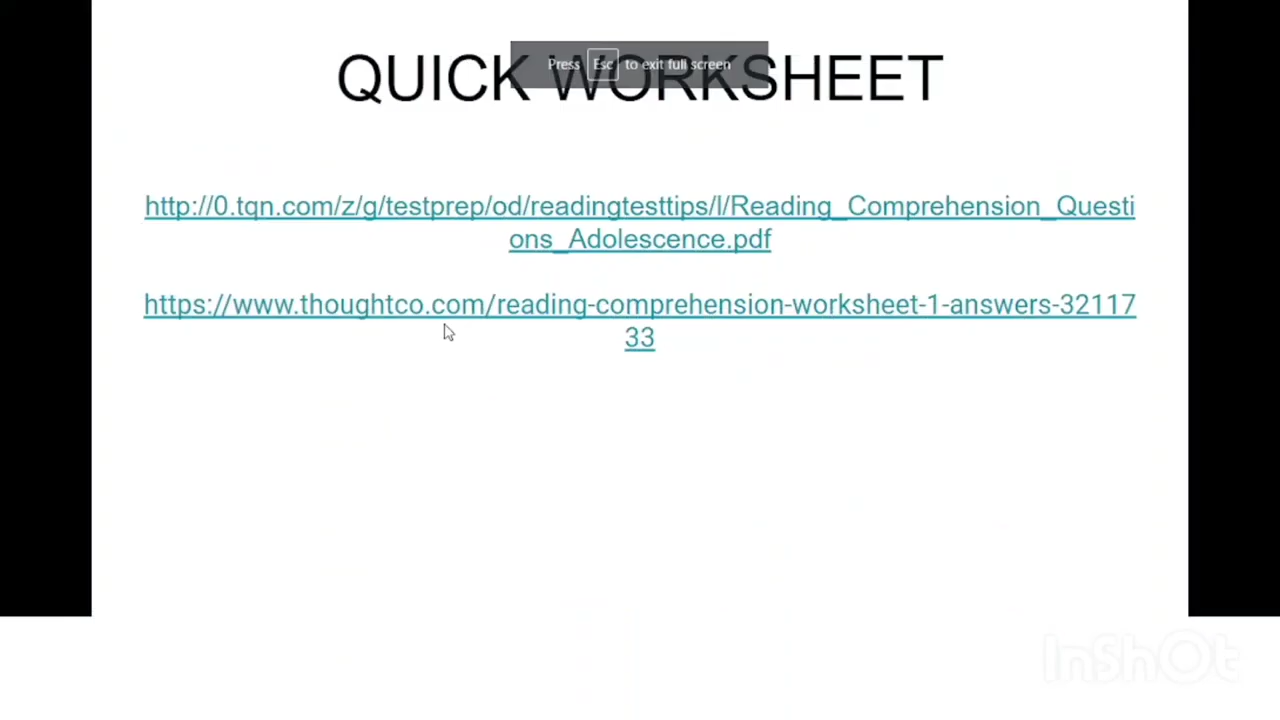 QUICK WORKSHEET
Press Esc to exit full screen
http://0.tqn.com/z/g/testprep/od/readingtesttips/l/Reading_Comprehension_Questi
ons_Adolescence.pdf
https://www.thoughtco.com/reading-comprehension-worksheet-1-answers-32117
33
InShOt